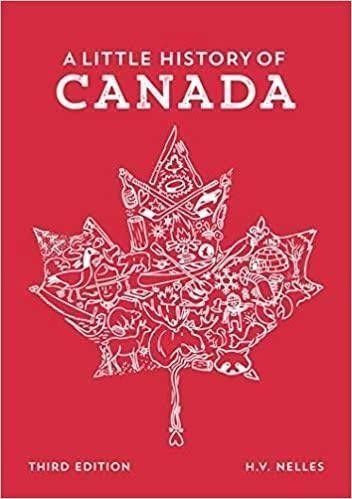 A LITTLE HISTORY OF
CANADA
THIRD EDITION
H.V. NELLES